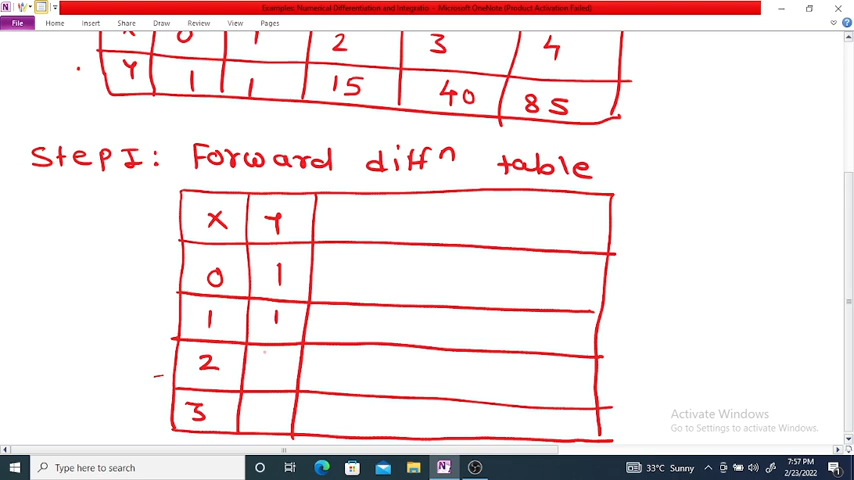 Examples: Numerical Differentiation and Integratin - Microsoft OneNote (Product Activation Failed)
File Home Insert Share Draw Review View Pages
X 0 1 2 3 4
Y 1 1 15 40 85
Step I: Forward diffn table
X Y
0 1
1 1
2
3
Activate Windows
Go to Settings to activate Windows.
Type here to search
33°C Sunny
7:57 PM
2/23/2022